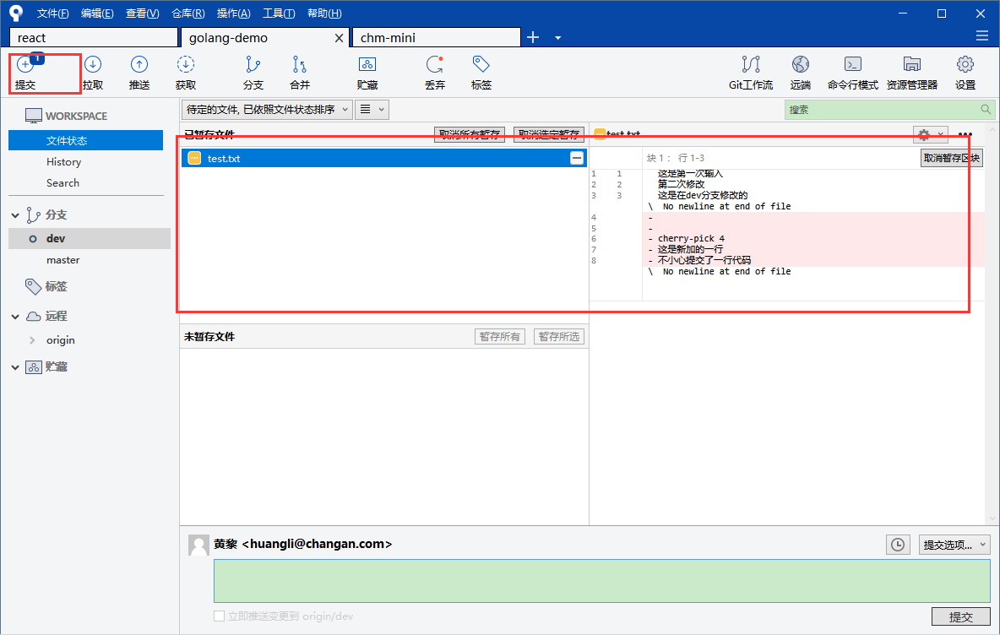 文件(F) 编辑(E) 查看(V) 仓库(R) 操作(A) 工具(T) 帮助(H)
react golang-demo chm-mini
1
提交 拉取 推送 获取 分支 合并 贮藏 丢弃 标签 Git工作流 远端 命令行模式 资源管理器 设置
WORKSPACE
文件状态
History
Search
分支
dev
master
标签
远程
origin
贮藏
待定的文件, 已依照文件状态排序
搜索
已暂存文件 取消所有暂存 取消选定暂存
test.txt
未暂存文件 暂存所有 暂存所选
test.txt
块 1： 行 1-3 取消暂存区块
1 1 这是第一次输入
2 2 第二次修改
3 3 这是在dev分支修改的
\ No newline at end of file
4 -
5 -
6 - cherry-pick 4
7 - 这是新加的一行
8 - 不小心提交了一行代码
\ No newline at end of file
黄黎 <huangli@changan.com> 提交选项...
立即推送变更到 origin/dev
提交